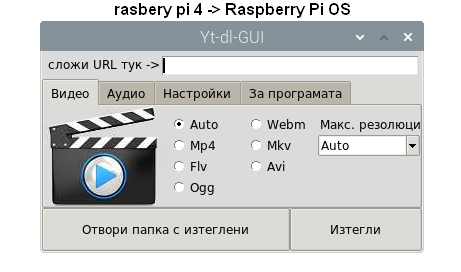 rasbery pi 4 -> Raspberry Pi OS
Yt-dl-GUI
сложи URL тук ->
Видео Аудио Настройки За програмата
Auto Webm Макс. резолюци
Mp4 Mkv Auto
Flv Avi
Ogg
Отвори папка с изтеглени Изтегли